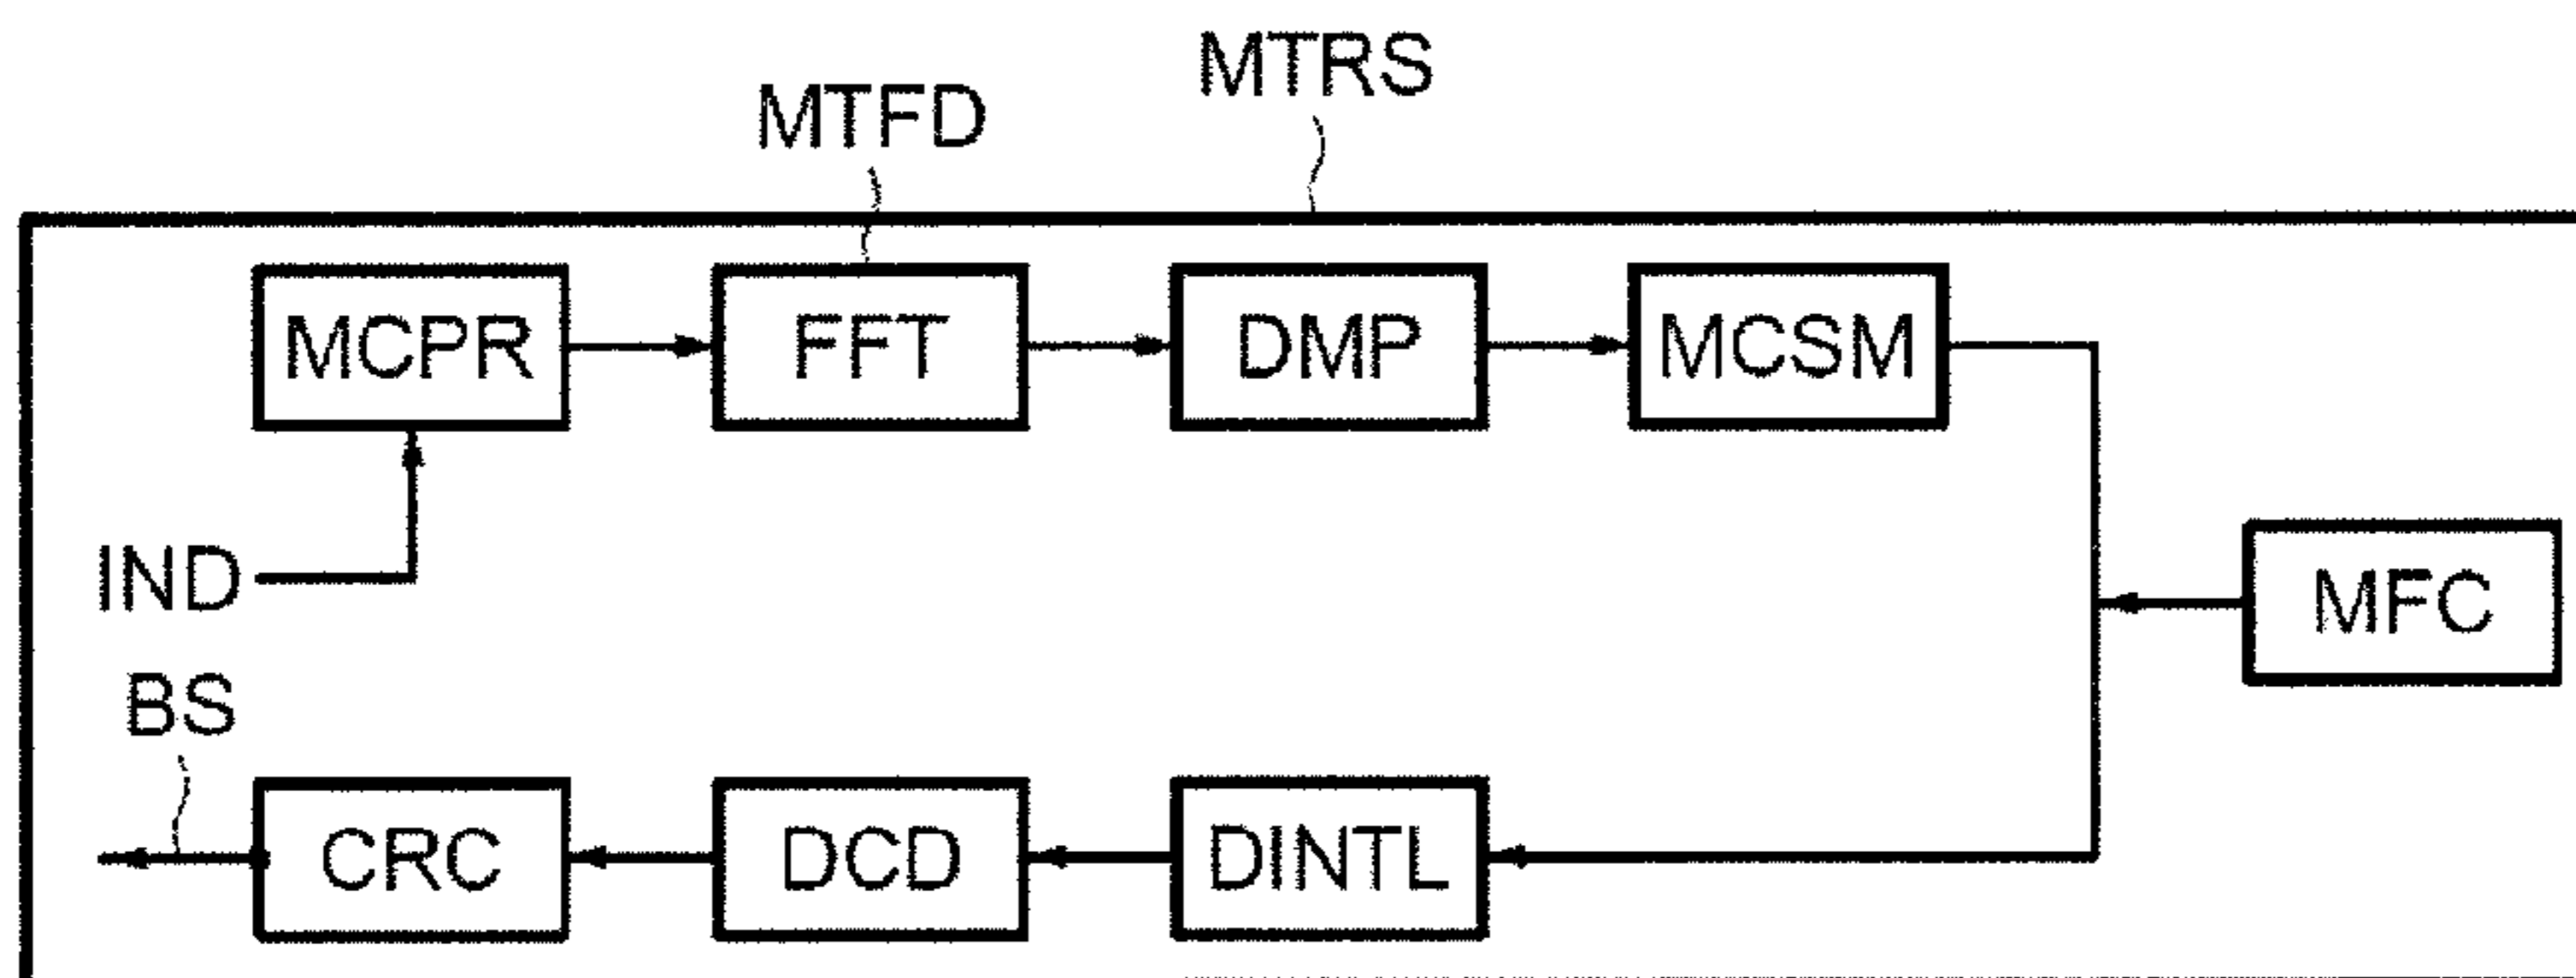 MTRS
MTFD
MCPR
FFT
DMP
MCSM
IND
MFC
BS
CRC
DCD
DINTL